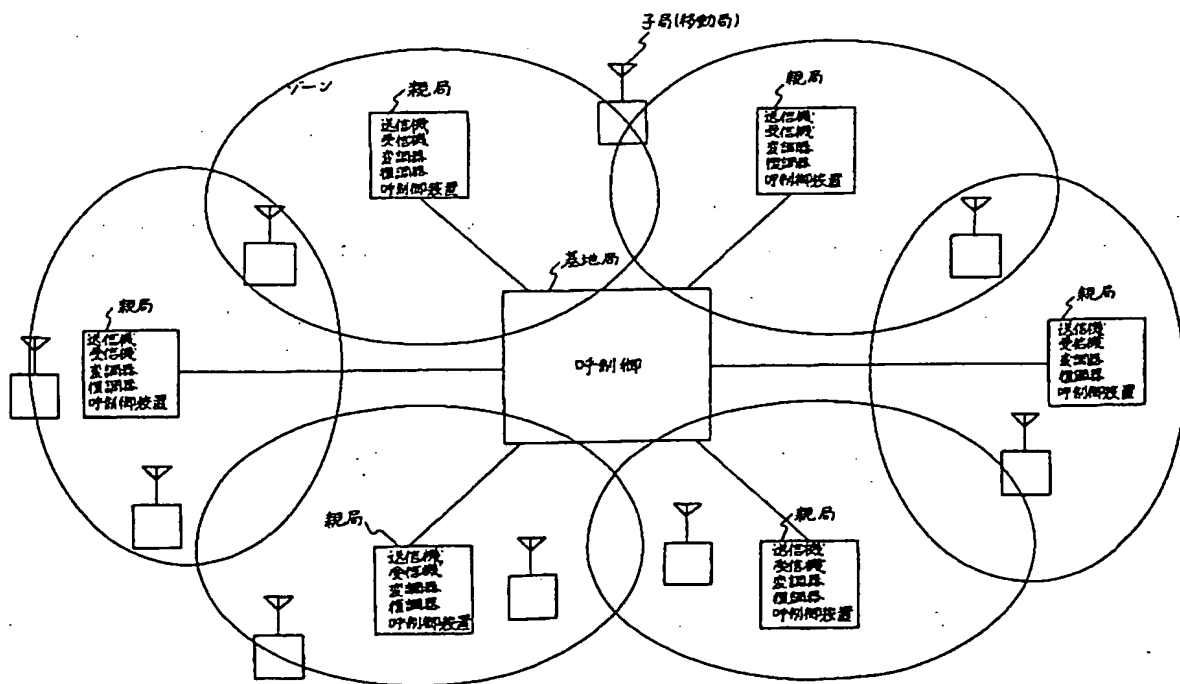 子局(移動局)
ゾーン
親局
送信機
受信機
変調器
復調器
呼制御装置
親局
送信機
受信機
変調器
復調器
呼制御装置
基地局
呼制御
親局
送信機
受信機
変調器
復調器
呼制御装置
親局
送信機
受信機
変調器
復調器
呼制御装置
親局
送信機
受信機
変調器
復調器
呼制御装置
親局
送信機
受信機
変調器
復調器
呼制御装置